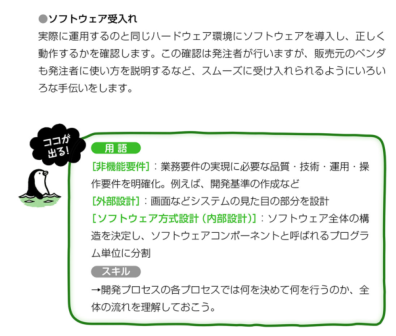 ●ソフトウェア受入れ
実際に運用するのと同じハードウェア環境にソフトウェアを導入し、正しく
動作するかを確認します。この確認は発注者が行いますが、販売元のベンダ
も発注者に使い方を説明するなど、スムーズに受け入れられるようにいろい
ろな手伝いをします。
ココが
出る!
用語
[非機能要件]：業務要件の実現に必要な品質・技術・運用・操
作要件を明確化。例えば、開発基準の作成など
[外部設計]：画面などシステムの見た目の部分を設計
[ソフトウェア方式設計（内部設計）]：ソフトウェア全体の構
造を決定し、ソフトウェアコンポーネントと呼ばれるプログラ
ム単位に分割
スキル
→開発プロセスの各プロセスでは何を決めて何を行うのか、全
体の流れを理解しておこう。